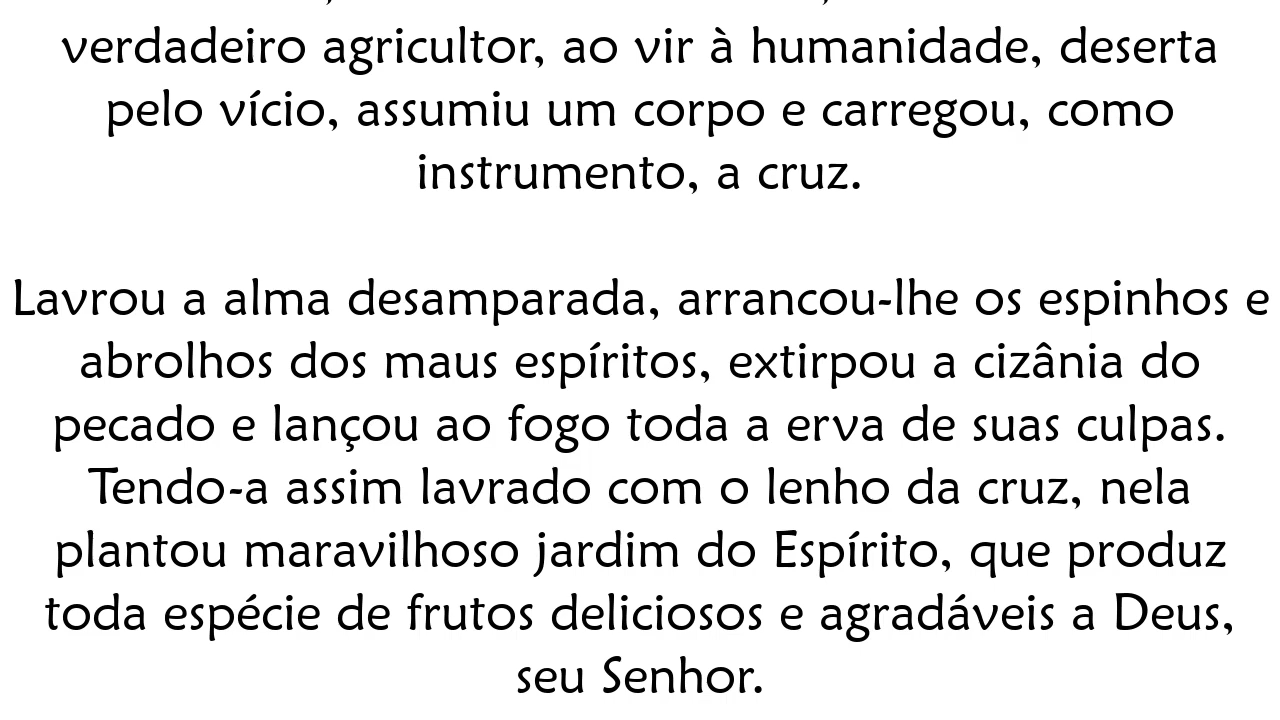 verdadeiro agricultor, ao vir à humanidade, deserta
pelo vício, assumiu um corpo e carregou, como
instrumento, a cruz.
Lavrou a alma desamparada, arrancou-lhe os espinhos e
abrolhos dos maus espíritos, extirpou a cizânia do
pecado e lançou ao fogo toda a erva de suas culpas.
Tendo-a assim lavrado com o lenho da cruz, nela
plantou maravilhoso jardim do Espírito, que produz
toda espécie de frutos deliciosos e agradáveis a Deus,
seu Senhor.